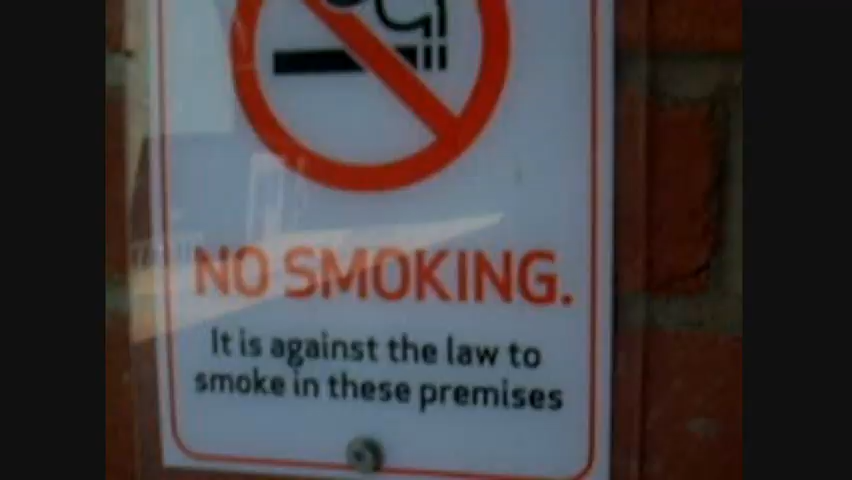 NO SMOKING.
It is against the law to
smoke in these premises